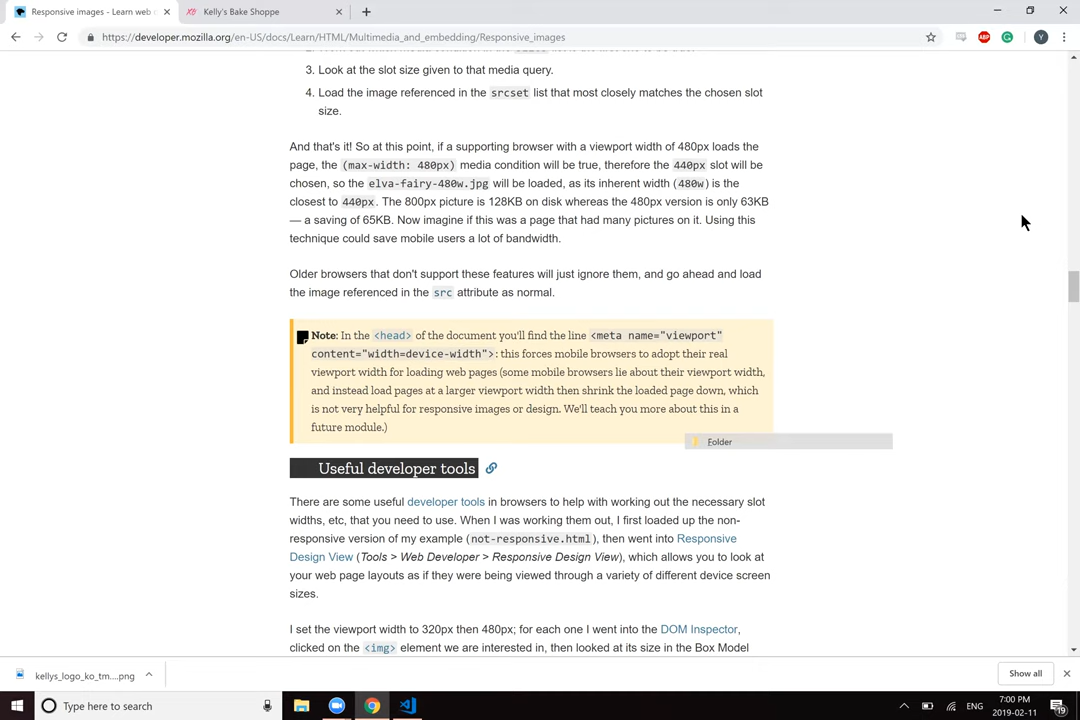 Responsive images - Learn web
Kelly's Bake Shoppe
https://developer.mozilla.org/en-US/docs/Learn/HTML/Multimedia_and_embedding/Responsive_images
ABP
Y
3. Look at the slot size given to that media query.
4. Load the image referenced in the srcset list that most closely matches the chosen slot
size.
And that's it! So at this point, if a supporting browser with a viewport width of 480px loads the
page, the (max-width: 480px) media condition will be true, therefore the 440px slot will be
chosen, so the elva-fairy-480w.jpg will be loaded, as its inherent width (480w) is the
closest to 440px. The 800px picture is 128KB on disk whereas the 480px version is only 63KB
— a saving of 65KB. Now imagine if this was a page that had many pictures on it. Using this
technique could save mobile users a lot of bandwidth.
Older browsers that don't support these features will just ignore them, and go ahead and load
the image referenced in the src attribute as normal.
Note: In the <head> of the document you'll find the line <meta name="viewport"
content="width=device-width">: this forces mobile browsers to adopt their real
viewport width for loading web pages (some mobile browsers lie about their viewport width,
and instead load pages at a larger viewport width then shrink the loaded page down, which
is not very helpful for responsive images or design. We'll teach you more about this in a
future module.)
Folder
Useful developer tools
There are some useful developer tools in browsers to help with working out the necessary slot
widths, etc, that you need to use. When I was working them out, I first loaded up the non-
responsive version of my example (not-responsive.html), then went into Responsive
Design View (Tools > Web Developer > Responsive Design View), which allows you to look at
your web page layouts as if they were being viewed through a variety of different device screen
sizes.
I set the viewport width to 320px then 480px; for each one I went into the DOM Inspector,
clicked on the <img> element we are interested in, then looked at its size in the Box Model
kellys_logo_ko_tm....png
Show all
Type here to search
ENG
7:00 PM
2019-02-11
19